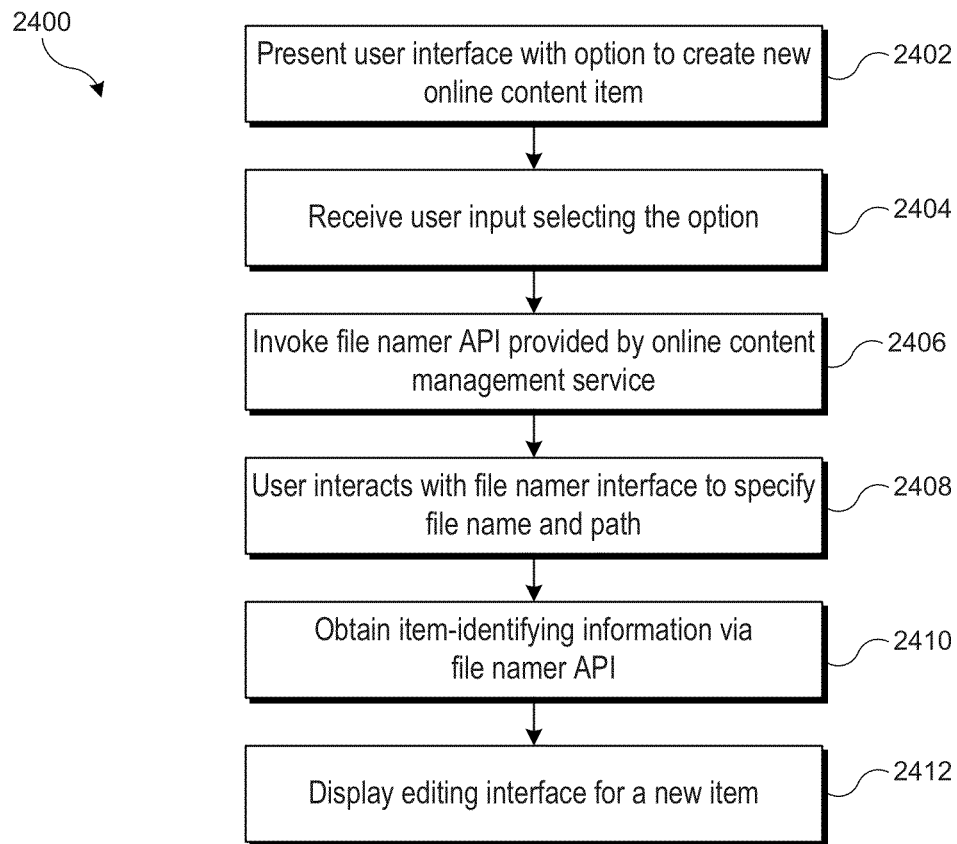 2400
Present user interface with option to create new
online content item
2402
Receive user input selecting the option
2404
Invoke file namer API provided by online content
management service
2406
User interacts with file namer interface to specify
file name and path
2408
Obtain item-identifying information via
file namer API
2410
Display editing interface for a new item
2412